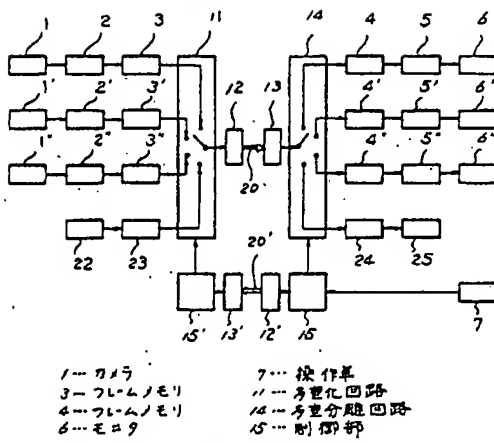 1 2 3 11 14 4 5 6
1' 2' 3' 12 13 4' 5' 6'
1" 2" 3" 20 4" 5" 6"
22 23 24 25
20'
15' 13' 12' 15 7
1… カメラ
3… フレームメモリ
4… フレームメモリ
6… モニタ
7… 操作卓
11… 多重化回路
14… 多重分離回路
15… 制御部